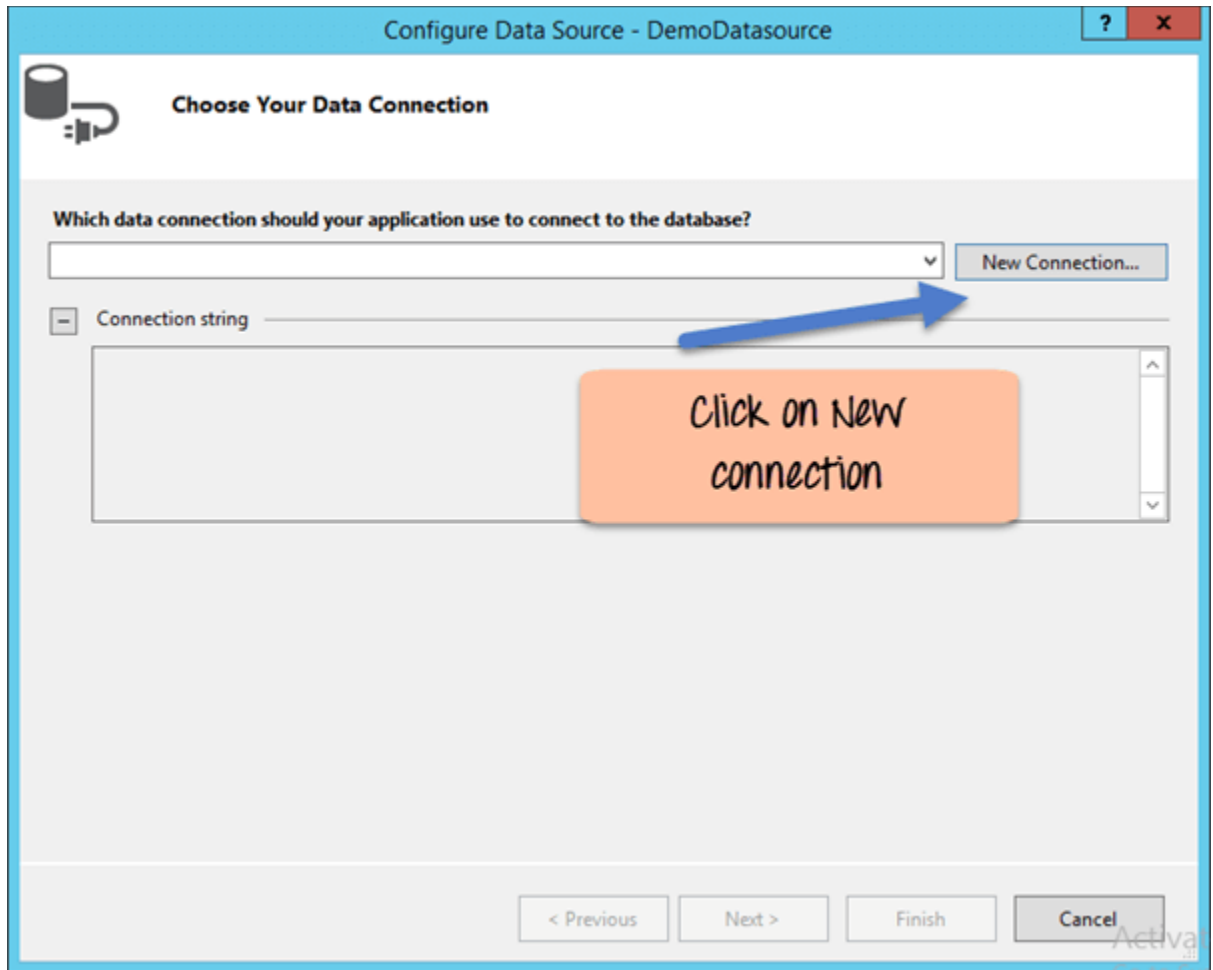 Configure Data Source - DemoDatasource
? x
Choose Your Data Connection
Which data connection should your application use to connect to the database?
New Connection...
− Connection string
Click on New
connection
< Previous Next > Finish Cancel
Activat